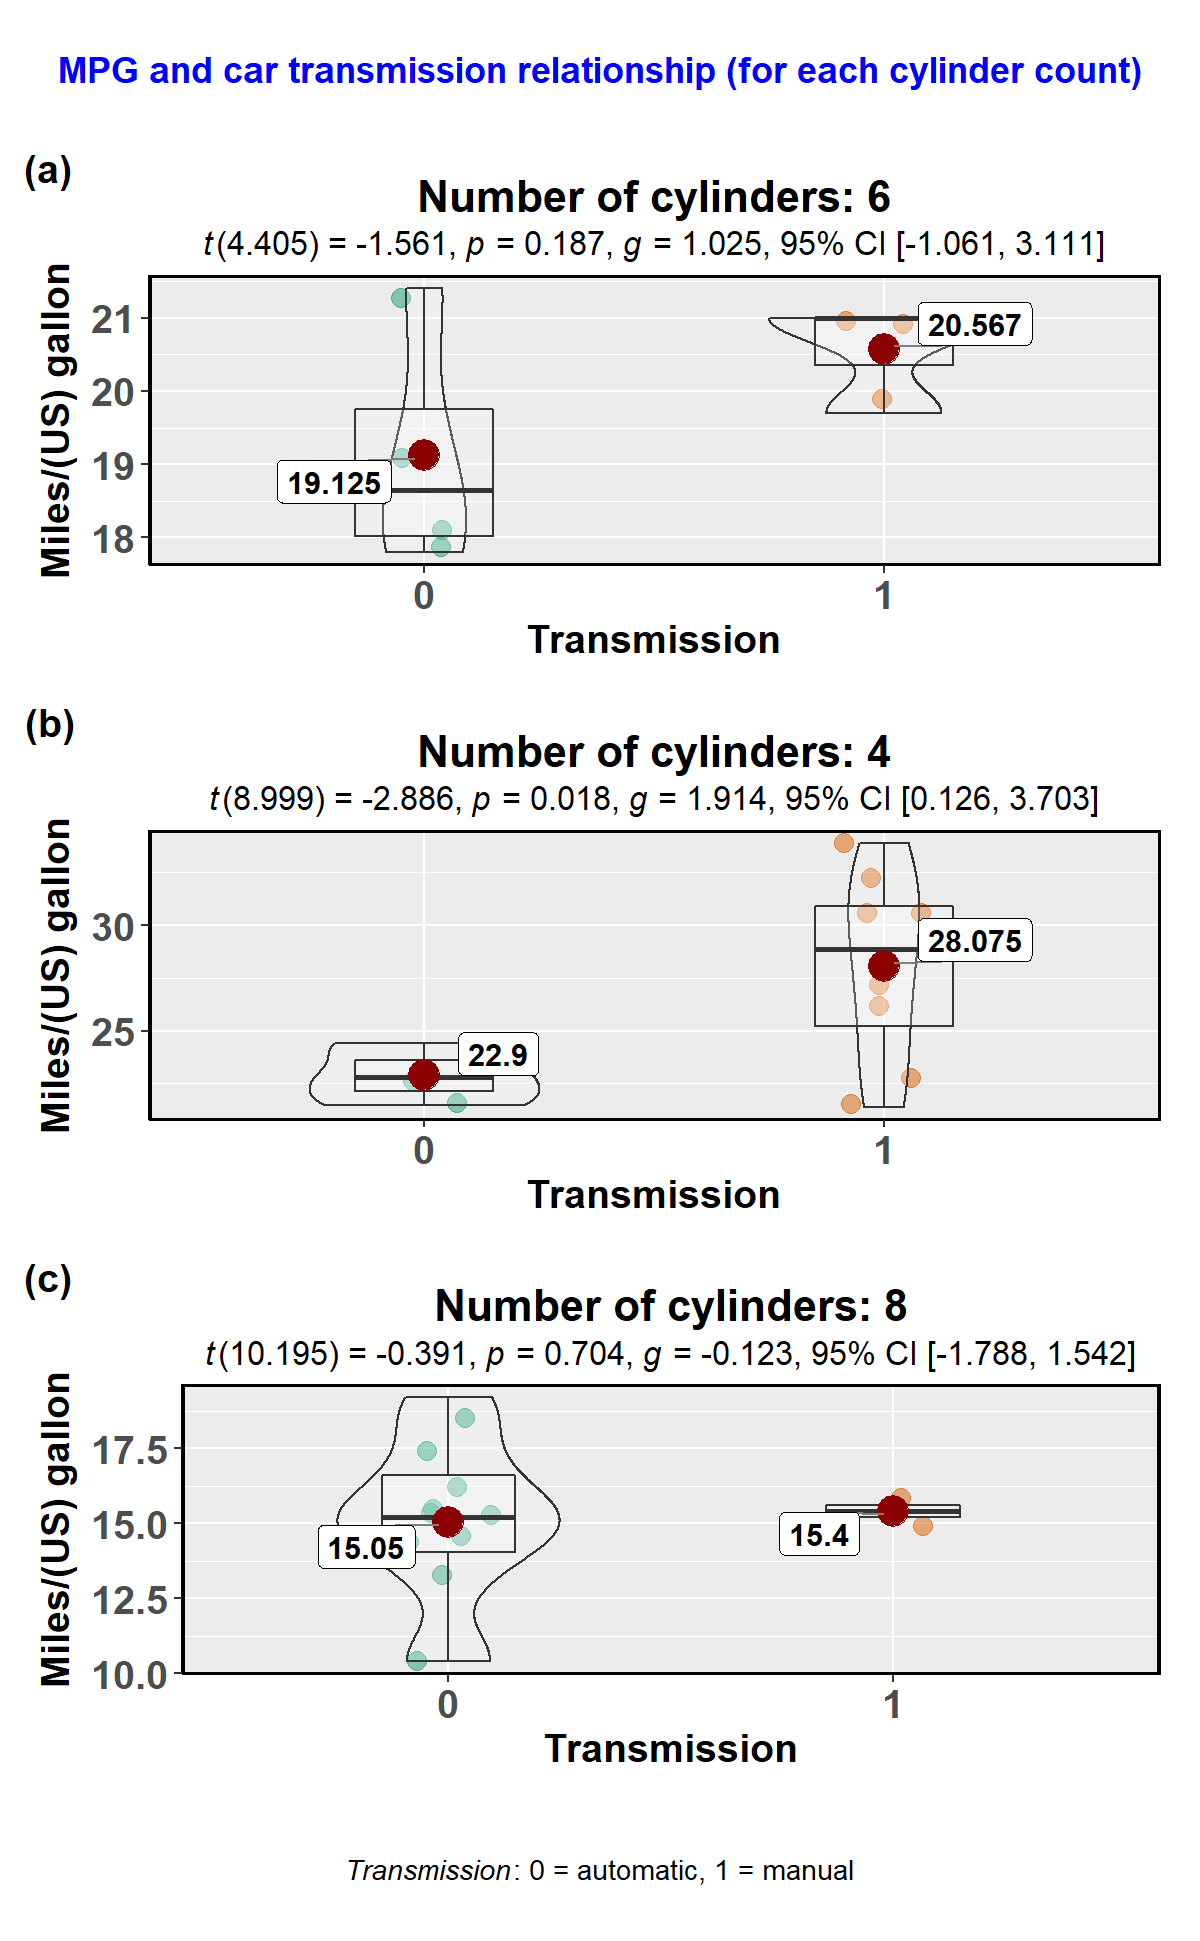 MPG and car transmission relationship (for each cylinder count)
(a)
Number of cylinders: 6
t(4.405) = -1.561, p = 0.187, g = 1.025, 95% CI [-1.061, 3.111]
Miles/(US) gallon
21
20
19
18
19.125
20.567
0 1
Transmission
(b)
Number of cylinders: 4
t(8.999) = -2.886, p = 0.018, g = 1.914, 95% CI [0.126, 3.703]
Miles/(US) gallon
30
25
28.075
22.9
0 1
Transmission
(c)
Number of cylinders: 8
t(10.195) = -0.391, p = 0.704, g = -0.123, 95% CI [-1.788, 1.542]
Miles/(US) gallon
17.5
15.0
12.5
10.0
15.05
15.4
0 1
Transmission
Transmission: 0 = automatic, 1 = manual